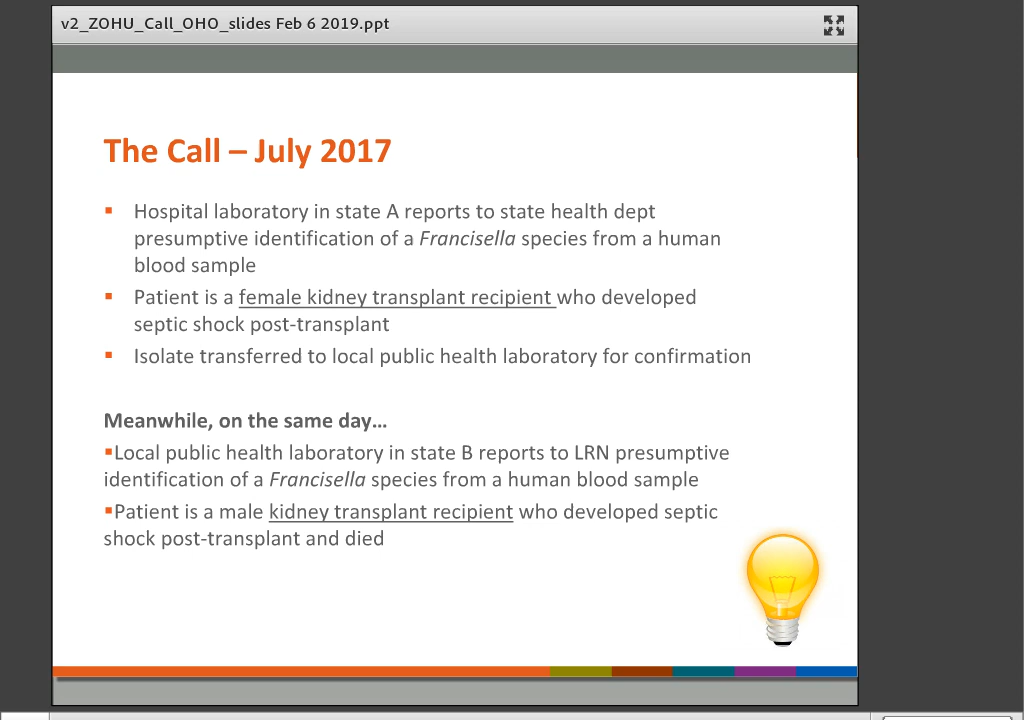 v2_ZOHU_Call_OHO_slides Feb 6 2019.ppt
The Call – July 2017
▪ Hospital laboratory in state A reports to state health dept
presumptive identification of a Francisella species from a human
blood sample
▪ Patient is a female kidney transplant recipient who developed
septic shock post-transplant
▪ Isolate transferred to local public health laboratory for confirmation
Meanwhile, on the same day…
▪Local public health laboratory in state B reports to LRN presumptive
identification of a Francisella species from a human blood sample
▪Patient is a male kidney transplant recipient who developed septic
shock post-transplant and died